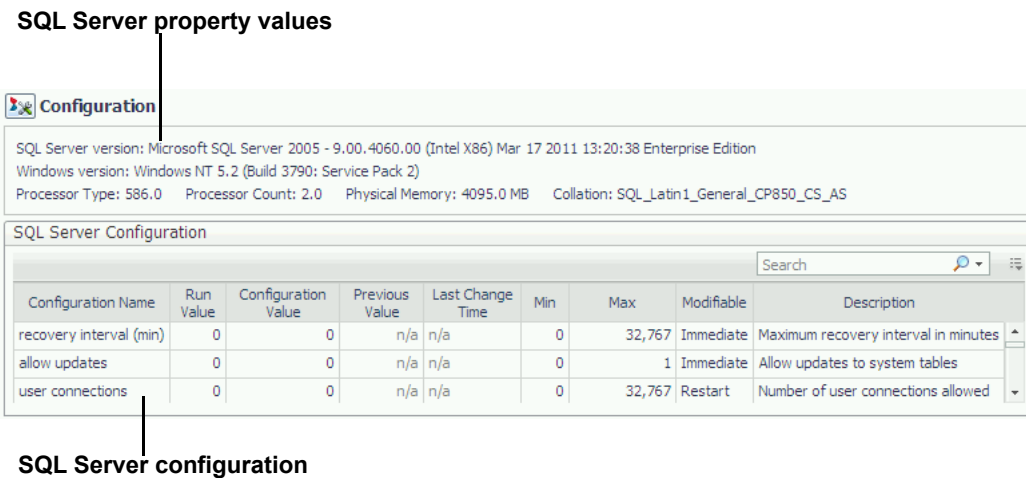 SQL Server property values
Configuration
SQL Server version: Microsoft SQL Server 2005 - 9.00.4060.00 (Intel X86) Mar 17 2011 13:20:38 Enterprise Edition
Windows version: Windows NT 5.2 (Build 3790: Service Pack 2)
Processor Type: 586.0 Processor Count: 2.0 Physical Memory: 4095.0 MB Collation: SQL_Latin1_General_CP850_CS_AS
SQL Server Configuration
Search
Configuration Name Run Value Configuration Value Previous Value Last Change Time Min Max Modifiable Description
recovery interval (min) 0 0 n/a n/a 0 32,767 Immediate Maximum recovery interval in minutes
allow updates 0 0 n/a n/a 0 1 Immediate Allow updates to system tables
user connections 0 0 n/a n/a 0 32,767 Restart Number of user connections allowed
SQL Server configuration